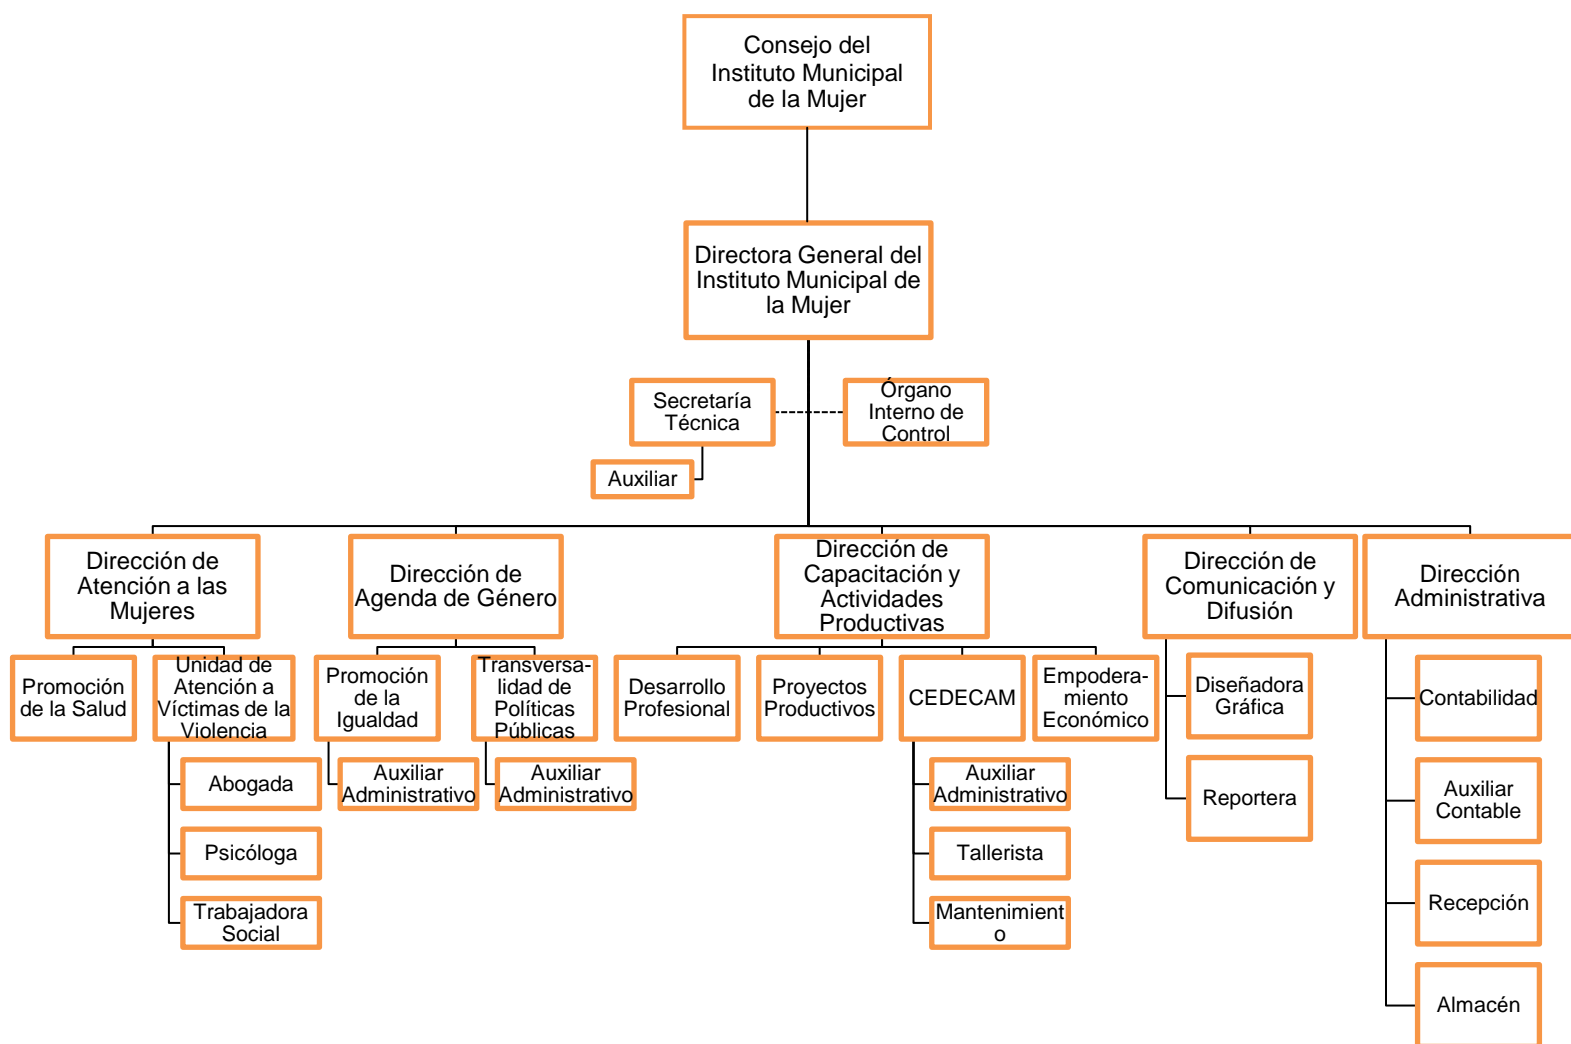 Consejo del
Instituto Municipal
de la Mujer
Directora General del
Instituto Municipal de
la Mujer
Secretaría
Técnica
Órgano
Interno de
Control
Auxiliar
Dirección de
Atención a las
Mujeres
Dirección de
Agenda de Género
Dirección de
Capacitación y
Actividades
Productivas
Dirección de
Comunicación y
Difusión
Dirección
Administrativa
Promoción
de la Salud
Unidad de
Atención a
Víctimas de la
Violencia
Promoción
de la
Igualdad
Transversa-
lidad de
Políticas
Públicas
Desarrollo
Profesional
Proyectos
Productivos
CEDECAM
Empodera-
miento
Económico
Diseñadora
Gráfica
Contabilidad
Abogada
Auxiliar
Administrativo
Auxiliar
Administrativo
Auxiliar
Administrativo
Reportera
Auxiliar
Contable
Psicóloga
Tallerista
Trabajadora
Social
Mantenimient
o
Recepción
Almacén